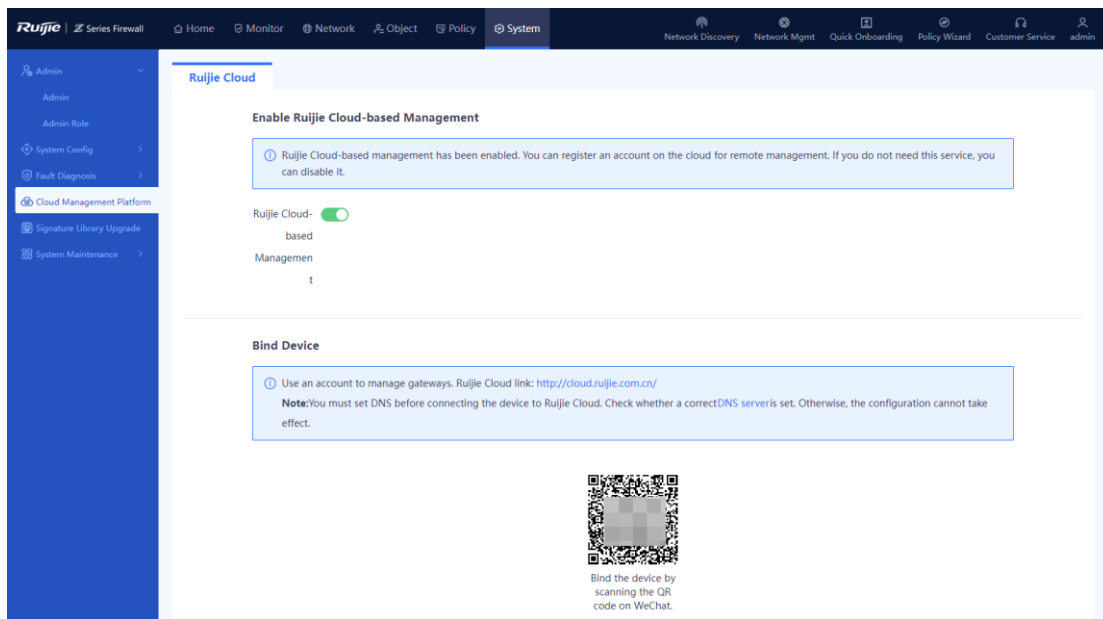 Ruijie | Z Series Firewall
Home Monitor Network Object Policy System
Network Discovery Network Mgmt Quick Onboarding Policy Wizard Customer Service admin
Admin
Admin
Admin Role
System Config
Fault Diagnosis
Cloud Management Platform
Signature Library Upgrade
System Maintenance
Ruijie Cloud
Enable Ruijie Cloud-based Management
Ruijie Cloud-based management has been enabled. You can register an account on the cloud for remote management. If you do not need this service, you
can disable it.
Ruijie Cloud-
based
Managemen
t
Bind Device
Use an account to manage gateways. Ruijie Cloud link: http://cloud.ruijie.com.cn/
Note:You must set DNS before connecting the device to Ruijie Cloud. Check whether a correctDNS serveris set. Otherwise, the configuration cannot take
effect.
Bind the device by
scanning the QR
code on WeChat.